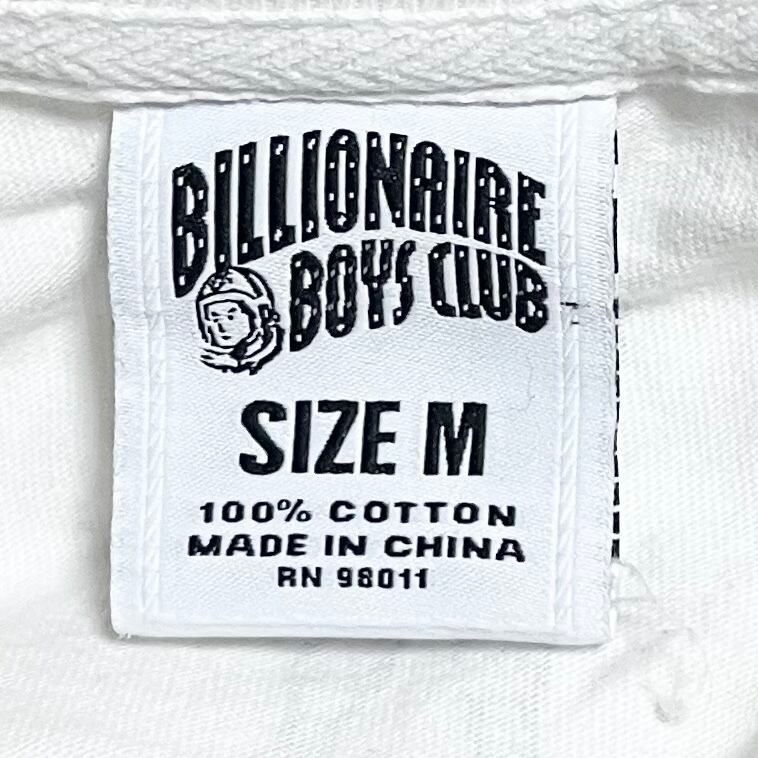 BILLIONAIRE
BOYS CLUB
SIZE M
100% COTTON
MADE IN CHINA
RN 98011